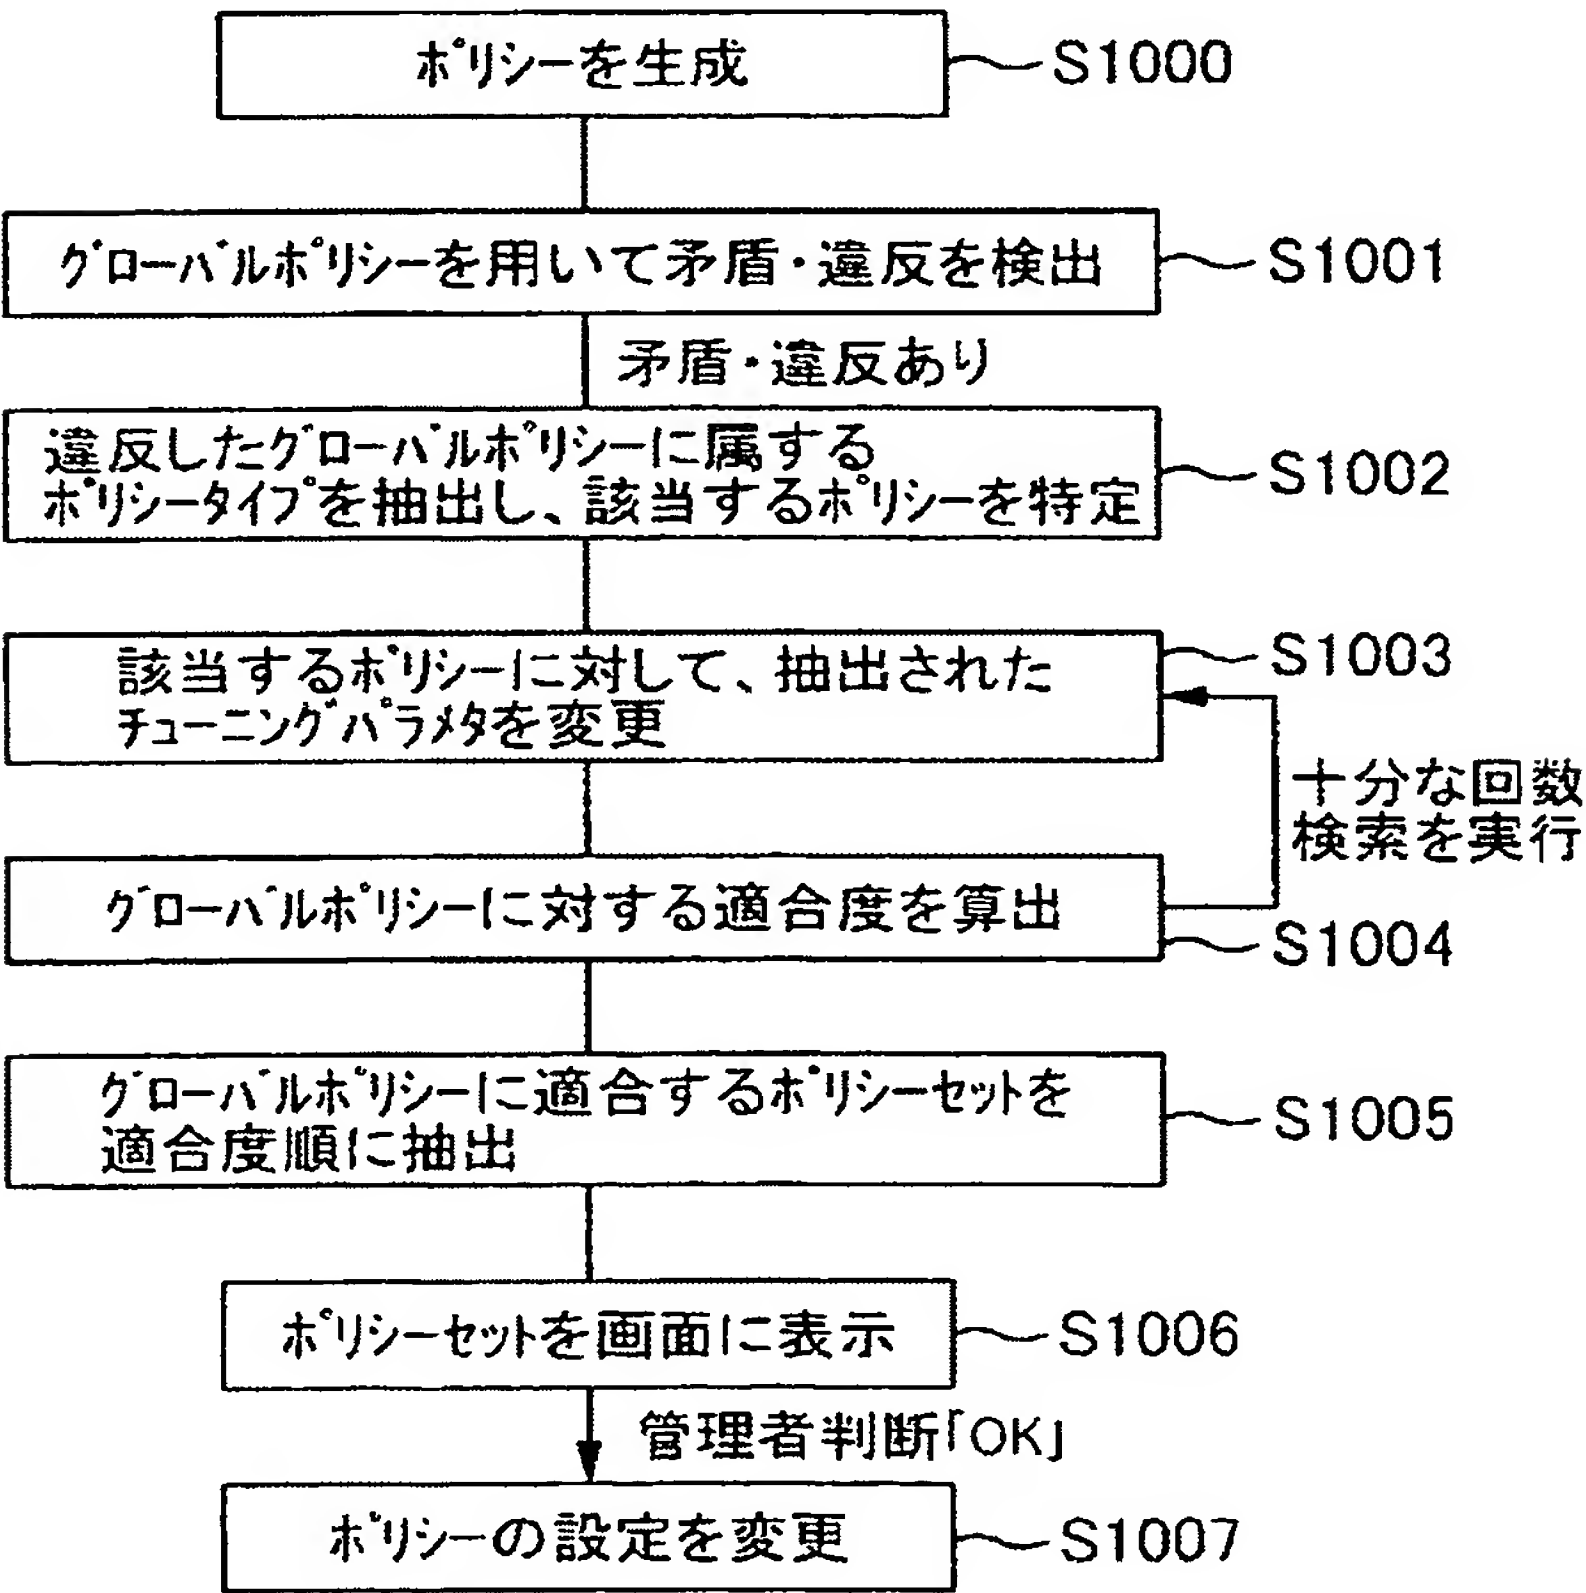 ポリシーを生成
S1000
グローバルポリシーを用いて矛盾・違反を検出
S1001
矛盾・違反あり
違反したグローバルポリシーに属する
ポリシータイプを抽出し、該当するポリシーを特定
S1002
該当するポリシーに対して、抽出された
チューニングパラメタを変更
S1003
十分な回数
検索を実行
グローバルポリシーに対する適合度を算出
S1004
グローバルポリシーに適合するポリシーセットを
適合度順に抽出
S1005
ポリシーセットを画面に表示
S1006
管理者判断「OK」
ポリシーの設定を変更
S1007